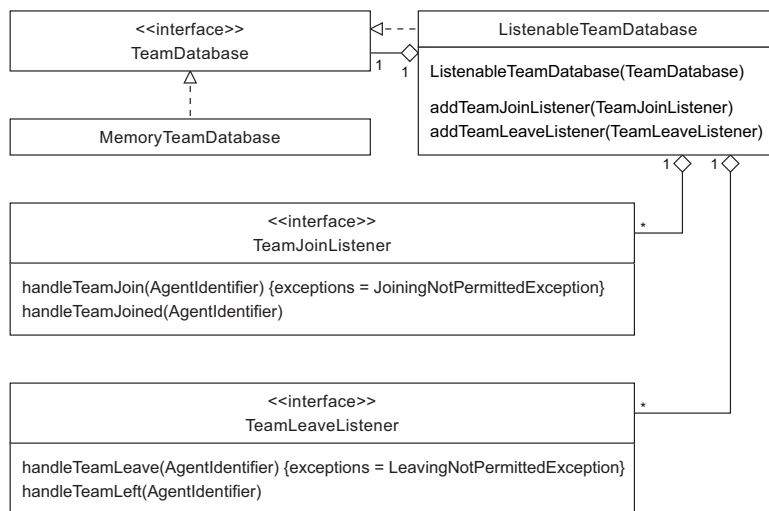 <<interface>>
TeamDatabase
1
1
MemoryTeamDatabase
ListenableTeamDatabase
ListenableTeamDatabase(TeamDatabase)
addTeamJoinListener(TeamJoinListener)
addTeamLeaveListener(TeamLeaveListener)
1
1
<<interface>>
TeamJoinListener
*
handleTeamJoin(AgentIdentifier) {exceptions = JoiningNotPermittedException}
handleTeamJoined(AgentIdentifier)
<<interface>>
TeamLeaveListener
*
handleTeamLeave(AgentIdentifier) {exceptions = LeavingNotPermittedException}
handleTeamLeft(AgentIdentifier)